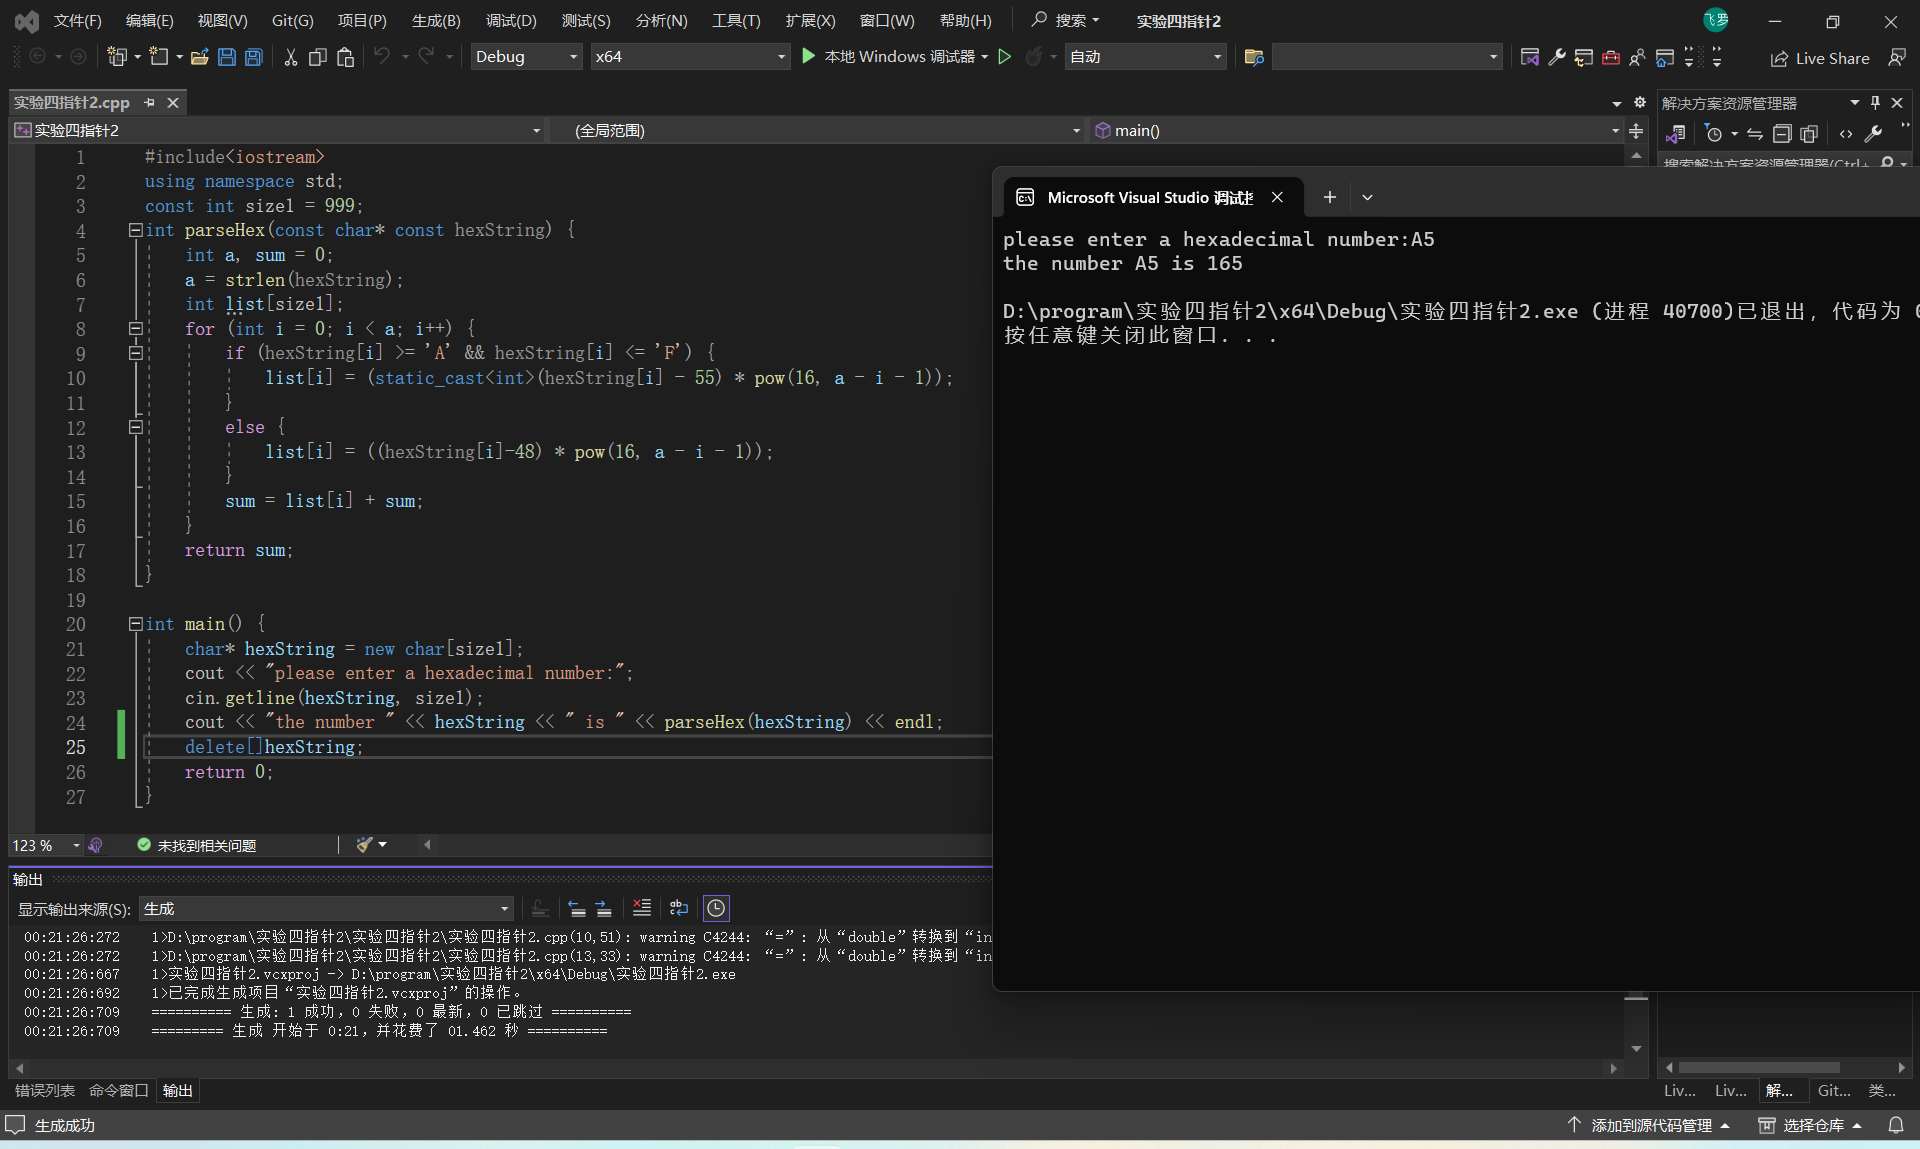 文件(F) 编辑(E) 视图(V) Git(G) 项目(P) 生成(B) 调试(D) 测试(S) 分析(N) 工具(T) 扩展(X) 窗口(W) 帮助(H) 搜索 实验四指针2 飞罗
Debug x64 本地 Windows 调试器 自动 Live Share
实验四指针2.cpp
实验四指针2 (全局范围) main()
1 #include<iostream>
2 using namespace std;
3 const int size1 = 999;
4 int parseHex(const char* const hexString) {
5 int a, sum = 0;
6 a = strlen(hexString);
7 int list[size1];
8 for (int i = 0; i < a; i++) {
9 if (hexString[i] >= 'A' && hexString[i] <= 'F') {
10 list[i] = (static_cast<int>(hexString[i] - 55) * pow(16, a - i - 1));
11 }
12 else {
13 list[i] = ((hexString[i]-48) * pow(16, a - i - 1));
14 }
15 sum = list[i] + sum;
16 }
17 return sum;
18 }
19
20 int main() {
21 char* hexString = new char[size1];
22 cout << "please enter a hexadecimal number:";
23 cin.getline(hexString, size1);
24 cout << "the number " << hexString << " is " << parseHex(hexString) << endl;
25 delete[]hexString;
26 return 0;
27 }
123 % 未找到相关问题
输出
显示输出来源(S): 生成
00:21:26:272 1>D:\program\实验四指针2\实验四指针2\实验四指针2.cpp(10,51): warning C4244: “=”: 从“double”转换到“in
00:21:26:272 1>D:\program\实验四指针2\实验四指针2\实验四指针2.cpp(13,33): warning C4244: “=”: 从“double”转换到“in
00:21:26:667 1>实验四指针2.vcxproj -> D:\program\实验四指针2\x64\Debug\实验四指针2.exe
00:21:26:692 1>已完成生成项目“实验四指针2.vcxproj”的操作。
00:21:26:709 ========== 生成: 1 成功，0 失败，0 最新，0 已跳过 ==========
00:21:26:709 ========= 生成 开始于 0:21，并花费了 01.462 秒 ==========
错误列表 命令窗口 输出
生成成功
Microsoft Visual Studio 调试
please enter a hexadecimal number:A5
the number A5 is 165
D:\program\实验四指针2\x64\Debug\实验四指针2.exe (进程 40700)已退出，代码为 0
按任意键关闭此窗口. . .
解决方案资源管理器
搜索解决方案资源管理器(Ctrl+
Liv... Liv... 解... Git... 类...
添加到源代码管理 选择仓库